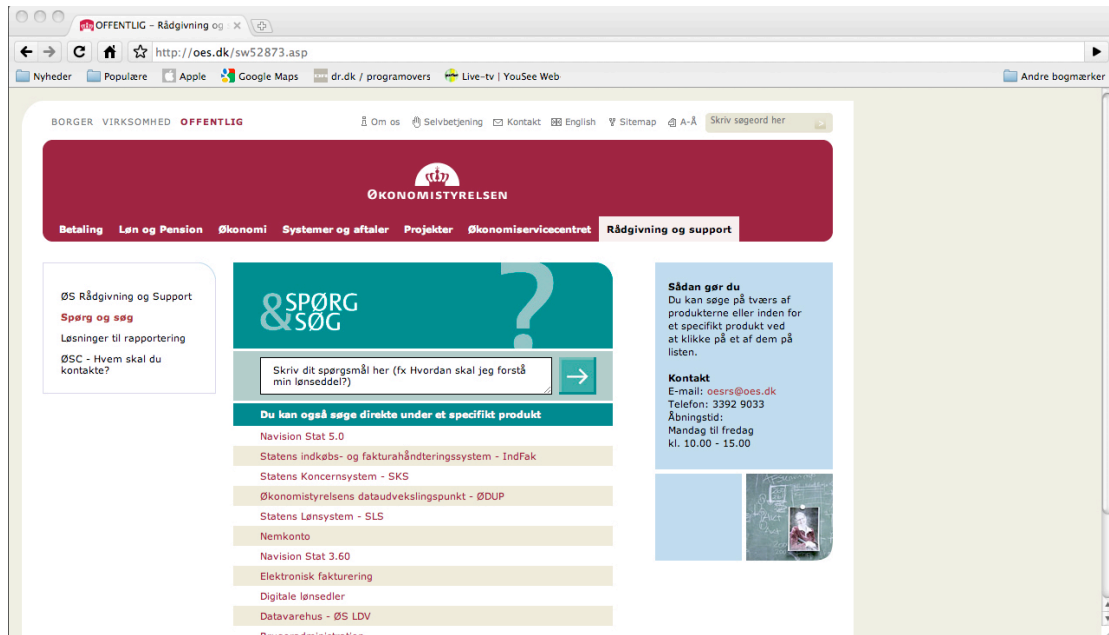 OFFENTLIG – Rådgivning og
http://oes.dk/sw52873.asp
Nyheder Populære Apple Google Maps dr.dk / programovers Live-tv | YouSee Web Andre bogmærker
BORGER VIRKSOMHED OFFENTLIG Om os Selvbetjening Kontakt English Sitemap A-Å Skriv søgeord her
ØKONOMISTYRELSEN
Betaling Løn og Pension Økonomi Systemer og aftaler Projekter Økonomiservicecentret Rådgivning og support
ØS Rådgivning og Support
Spørg og søg
Løsninger til rapportering
ØSC - Hvem skal du
kontakte?
&SPØRG
SØG
?
Skriv dit spørgsmål her (fx Hvordan skal jeg forstå
min lønseddel?)
Du kan også søge direkte under et specifikt produkt
Navision Stat 5.0
Statens indkøbs- og fakturahåndteringssystem - IndFak
Statens Koncernsystem - SKS
Økonomistyrelsens dataudvekslingspunkt - ØDUP
Statens Lønsystem - SLS
Nemkonto
Navision Stat 3.60
Elektronisk fakturering
Digitale lønsedler
Datavarehus - ØS LDV
Brugeradministration
Sådan gør du
Du kan søge på tværs af
produkterne eller inden for
et specifikt produkt ved
at klikke på et af dem på
listen.
Kontakt
E-mail: oesrs@oes.dk
Telefon: 3392 9033
Åbningstid:
Mandag til fredag
kl. 10.00 - 15.00